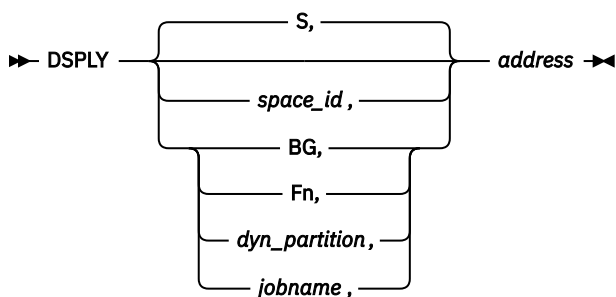 S,
DSPLY address
space_id ,
BG,
Fn,
dyn_partition ,
jobname ,